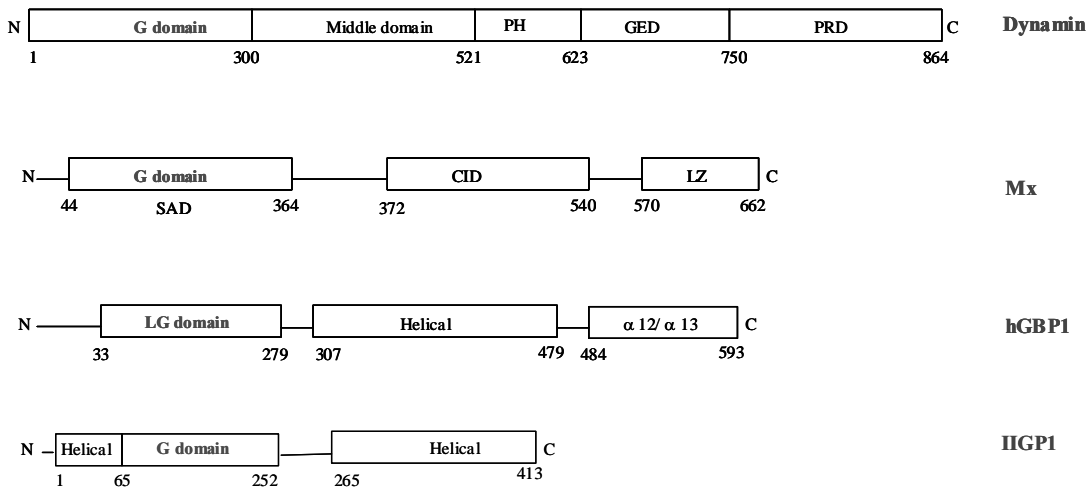 N G domain Middle domain PH GED PRD C Dynamin
1 300 521 623 750 864
N G domain CID LZ C Mx
44 SAD 364 372 540 570 662
N LG domain Helical α 12/ α 13 C hGBP1
33 279 307 479 484 593
N Helical G domain Helical C IIGP1
1 65 252 265 413